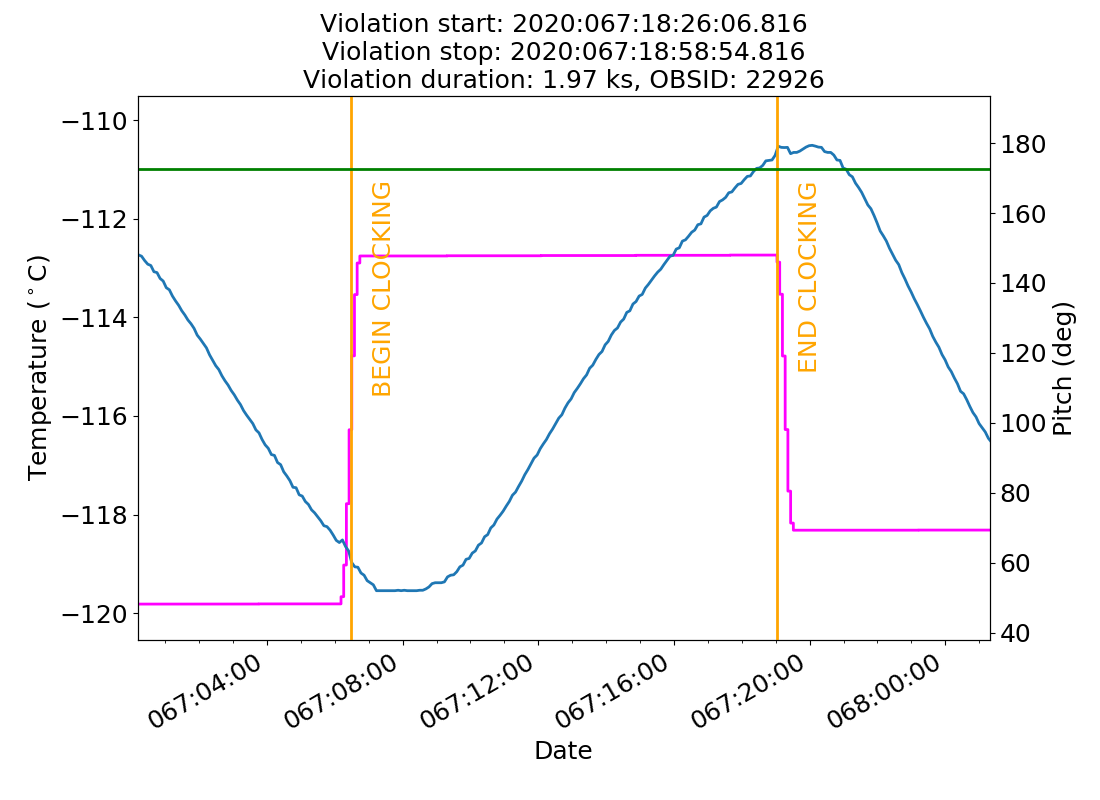 Violation start: 2020:067:18:26:06.816
Violation stop: 2020:067:18:58:54.816
Violation duration: 1.97 ks, OBSID: 22926
−110
−112
−114
−116
−118
−120
Temperature (°C)
BEGIN CLOCKING
END CLOCKING
180
160
140
120
100
80
60
40
Pitch (deg)
067:04:00
067:08:00
067:12:00
067:16:00
067:20:00
068:00:00
Date